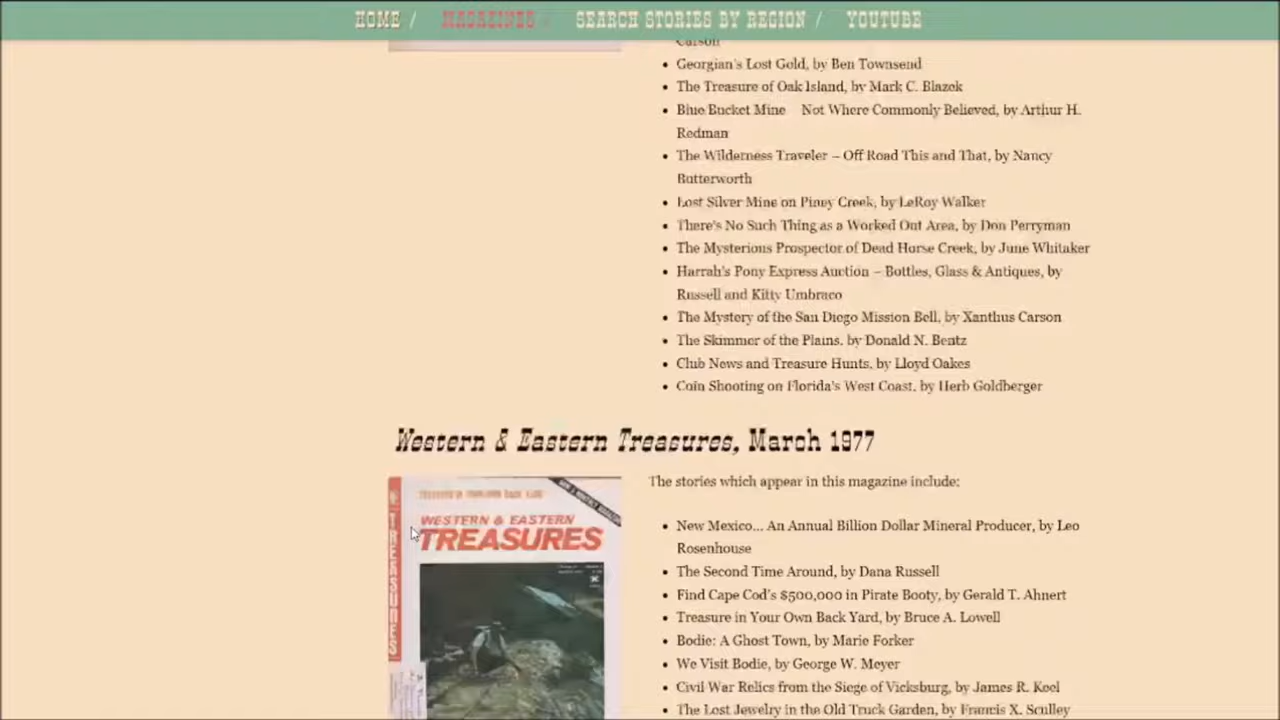 HOME / MAGAZINES / SEARCH STORIES BY REGION / YOUTUBE
Carson
Georgian's Lost Gold, by Ben Townsend
The Treasure of Oak Island, by Mark C. Blazek
Blue Bucket Mine Not Where Commonly Believed, by Arthur H.
Redman
The Wilderness Traveler – Off Road This and That, by Nancy
Butterworth
Lost Silver Mine on Piney Creek, by LeRoy Walker
There's No Such Thing as a Worked Out Area, by Don Perryman
The Mysterious Prospector of Dead Horse Creek, by June Whitaker
Harrah's Pony Express Auction – Bottles, Glass & Antiques, by
Russell and Kitty Umbraco
The Mystery of the San Diego Mission Bell, by Xanthus Carson
The Skimmer of the Plains, by Donald N. Bentz
Club News and Treasure Hunts, by Lloyd Oakes
Coin Shooting on Florida's West Coast, by Herb Goldberger
Western & Eastern Treasures, March 1977
The stories which appear in this magazine include:
TREASURES
WESTERN & EASTERN
TREASURES
New Mexico... An Annual Billion Dollar Mineral Producer, by Leo
Rosenhouse
The Second Time Around, by Dana Russell
Find Cape Cod's $500,000 in Pirate Booty, by Gerald T. Ahnert
Treasure in Your Own Back Yard, by Bruce A. Lowell
Bodie: A Ghost Town, by Marie Forker
We Visit Bodie, by George W. Meyer
Civil War Relics from the Siege of Vicksburg, by James R. Keel
The Lost Jewelry in the Old Truck Garden, by Francis X. Sculley